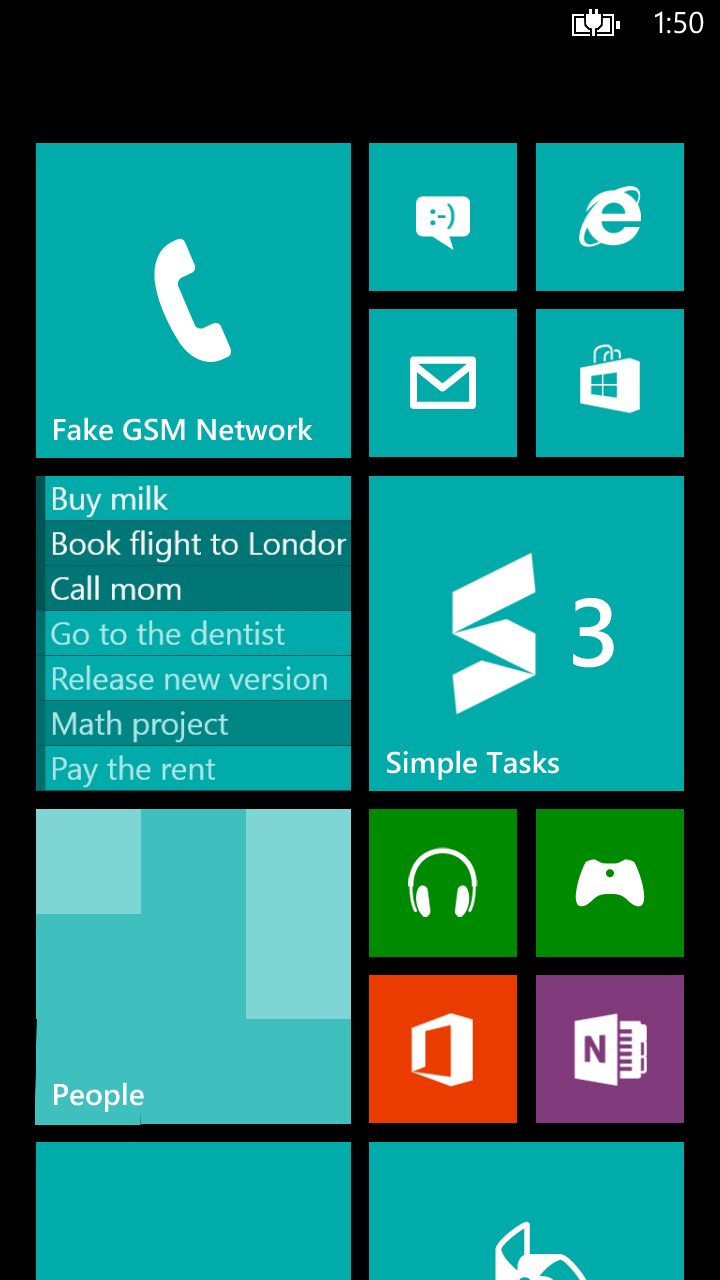 1:50
:-)
Fake GSM Network
Buy milk
Book flight to Londor
Call mom
Go to the dentist
Release new version
Math project
Pay the rent
3
Simple Tasks
People
N